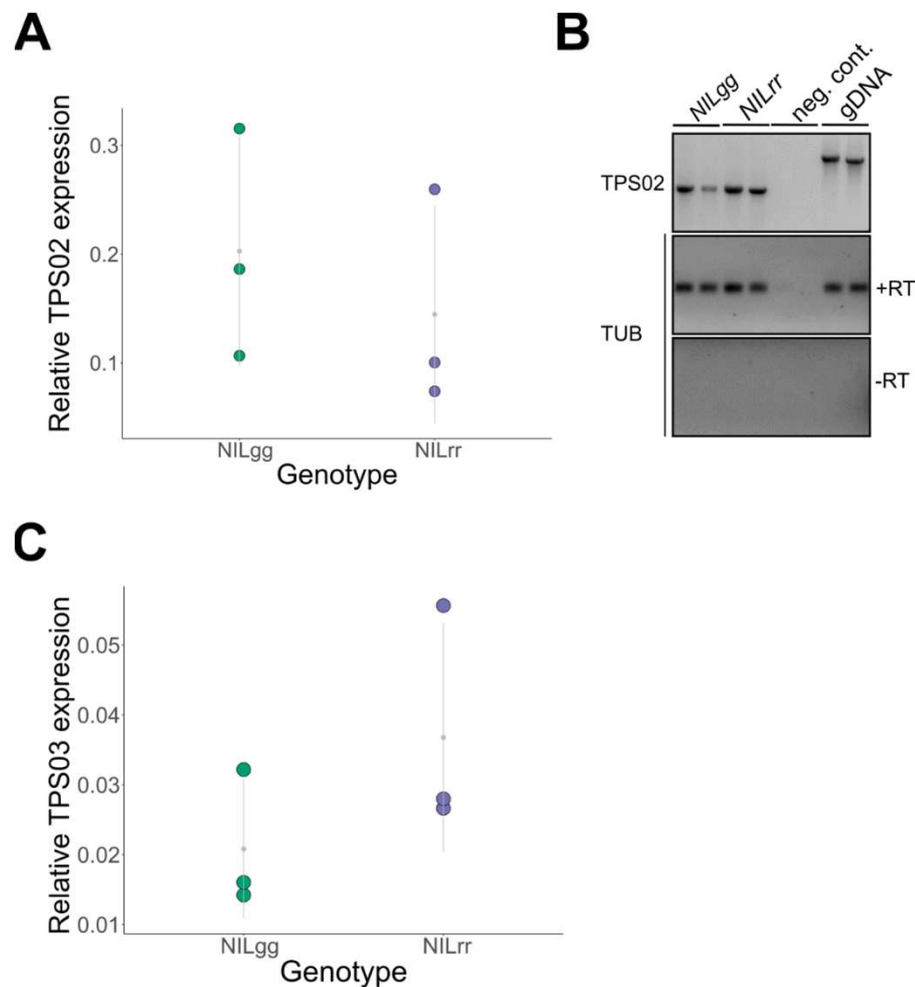 A
Relative TPS02 expression
0.3
0.2
0.1
NILgg
NILrr
Genotype
B
NILgg
NILrr
neg. cont.
gDNA
TPS02
+RT
TUB
-RT
C
Relative TPS03 expression
0.05
0.04
0.03
0.02
0.01
NILgg
NILrr
Genotype